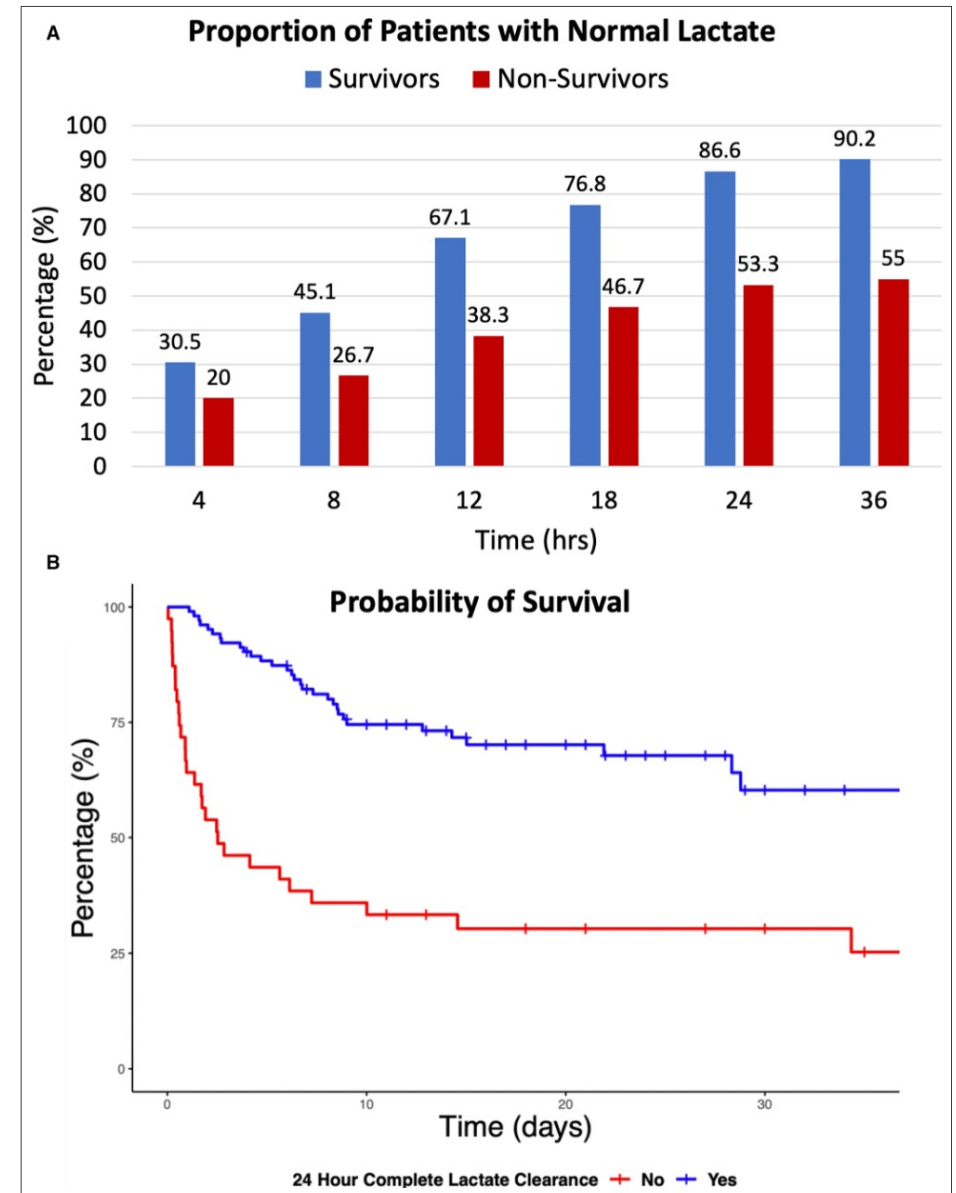 A
Proportion of Patients with Normal Lactate
Survivors Non-Survivors
Percentage (%)
100
90
80
70
60
50
40
30
20
10
0
30.5
20
45.1
26.7
67.1
38.3
76.8
46.7
86.6
53.3
90.2
55
4 8 12 18 24 36
Time (hrs)
B
Probability of Survival
Percentage (%)
100
75
50
25
0
0 10 20 30
Time (days)
24 Hour Complete Lactate Clearance No Yes